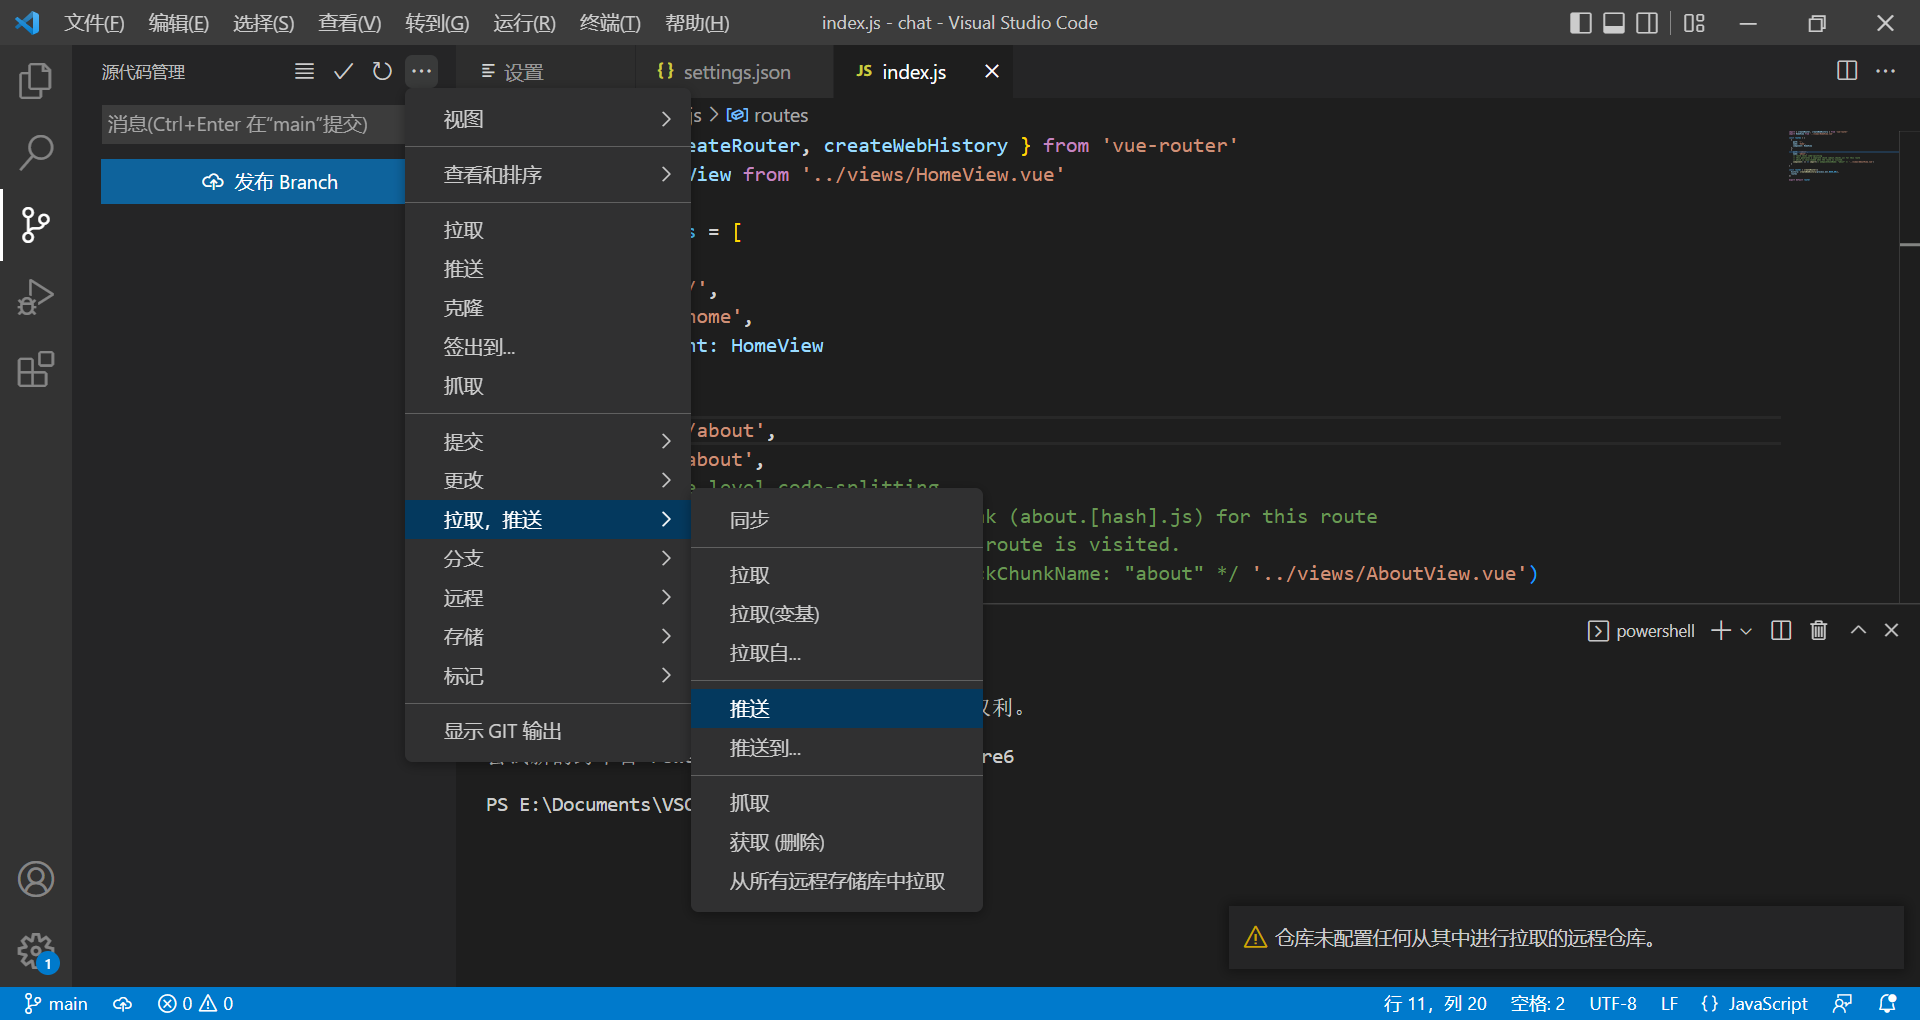 文件(F) 编辑(E) 选择(S) 查看(V) 转到(G) 运行(R) 终端(T) 帮助(H) index.js - chat - Visual Studio Code
源代码管理
消息(Ctrl+Enter 在“main”提交)
发布 Branch
设置 settings.json JS index.js
js > routes
eateRouter, createWebHistory } from 'vue-router'
View from '../views/HomeView.vue'
s = [
/',
home',
nt: HomeView
/about',
about',
e level code-splitting
nk (about.[hash].js) for this route
route is visited.
ckChunkName: "about" */ '../views/AboutView.vue')
视图
查看和排序
拉取
推送
克隆
签出到...
抓取
提交
更改
拉取，推送
分支
远程
存储
标记
显示 GIT 输出
同步
拉取
拉取(变基)
拉取自...
推送
推送到...
抓取
获取 (删除)
从所有远程存储库中拉取
powershell
利。
re6
PS E:\Documents\VSC
仓库未配置任何从其中进行拉取的远程仓库。
1
main 0 0 行 11，列 20 空格: 2 UTF-8 LF {} JavaScript